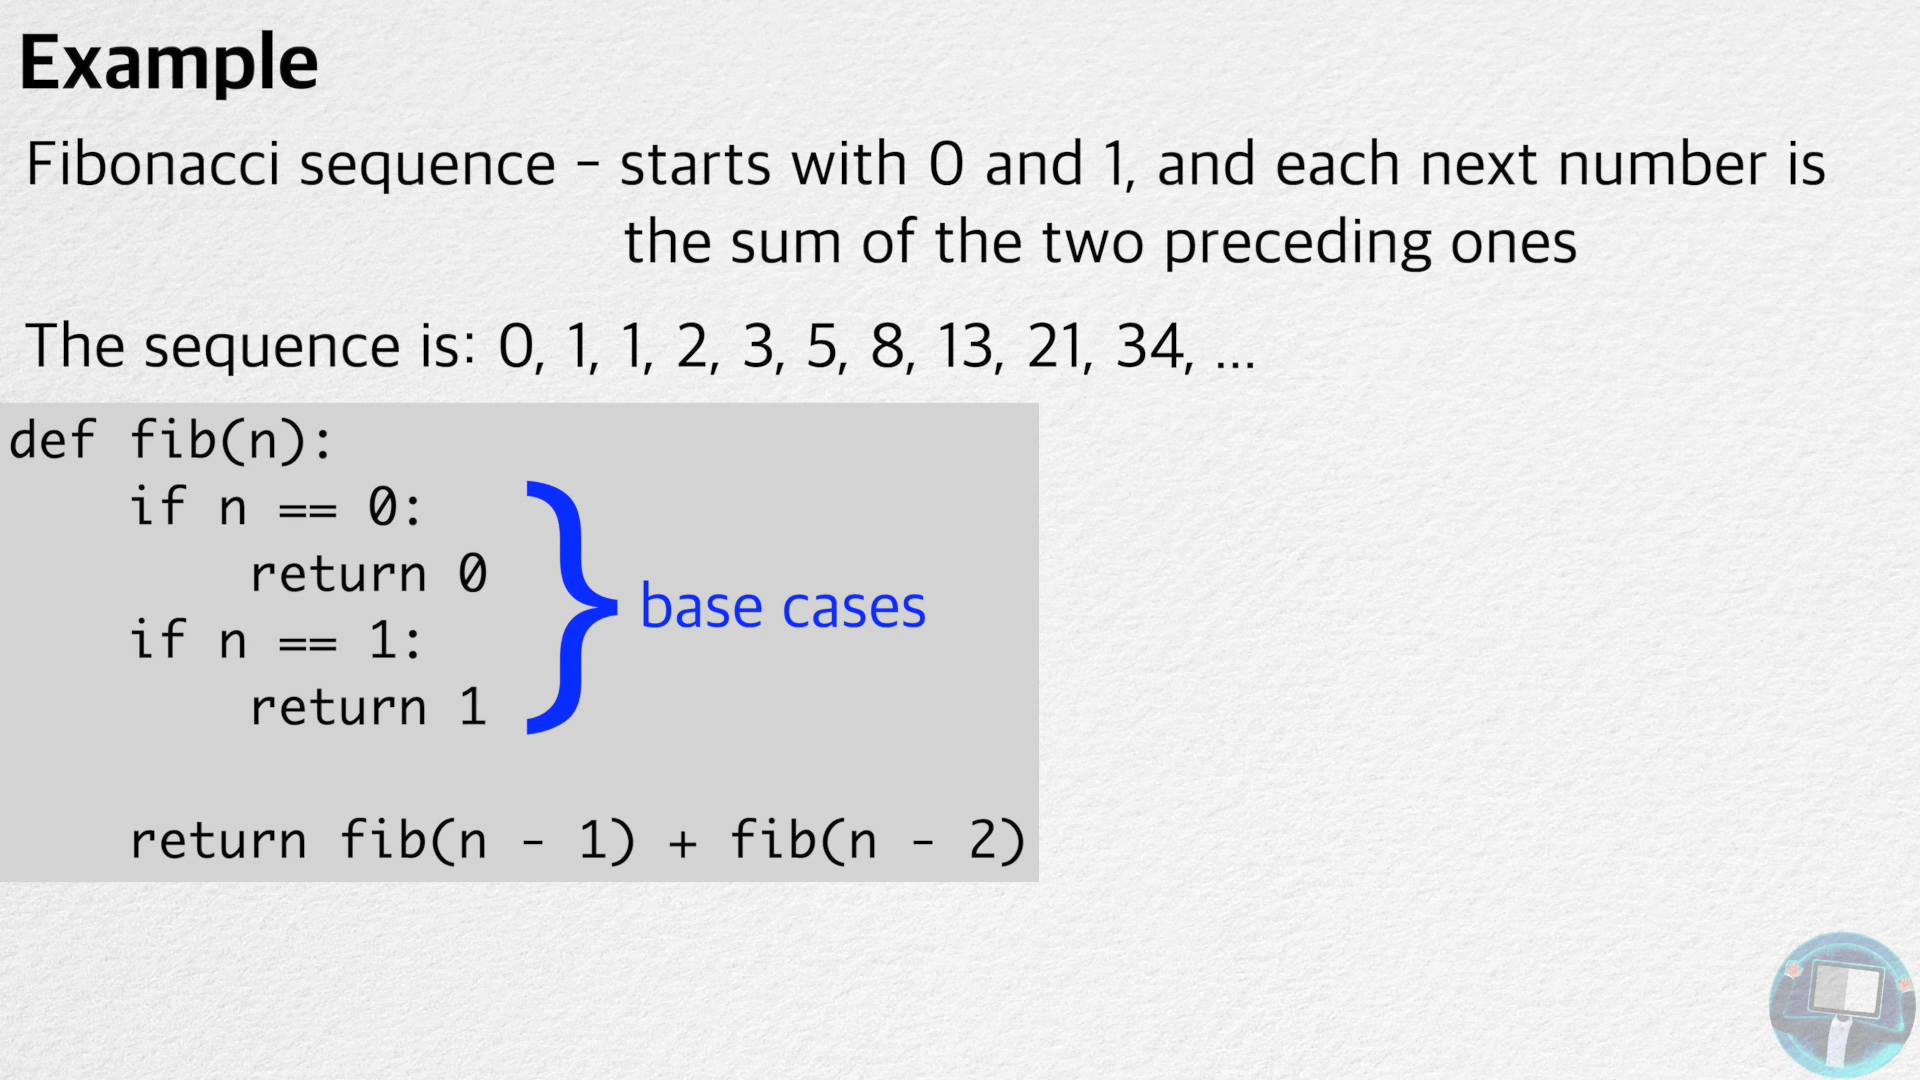 Example
Fibonacci sequence – starts with 0 and 1, and each next number is
the sum of the two preceding ones
The sequence is: 0, 1, 1, 2, 3, 5, 8, 13, 21, 34, ...
def fib(n):
    if n == 0:
        return 0
    if n == 1:
        return 1
} base cases
    return fib(n - 1) + fib(n - 2)